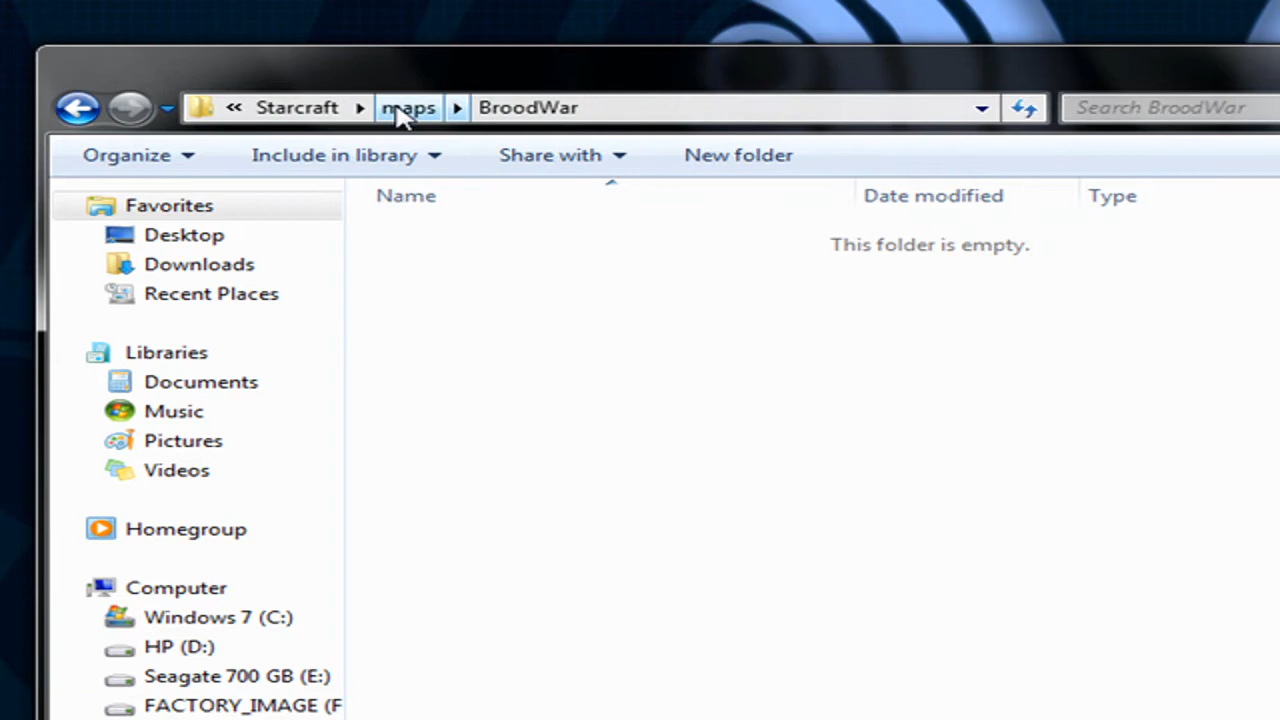 « Starcraft maps BroodWar Search BroodWar
Organize Include in library Share with New folder
Name Date modified Type
This folder is empty.
Favorites
Desktop
Downloads
Recent Places
Libraries
Documents
Music
Pictures
Videos
Homegroup
Computer
Windows 7 (C:)
HP (D:)
Seagate 700 GB (E:)
FACTORY_IMAGE (F